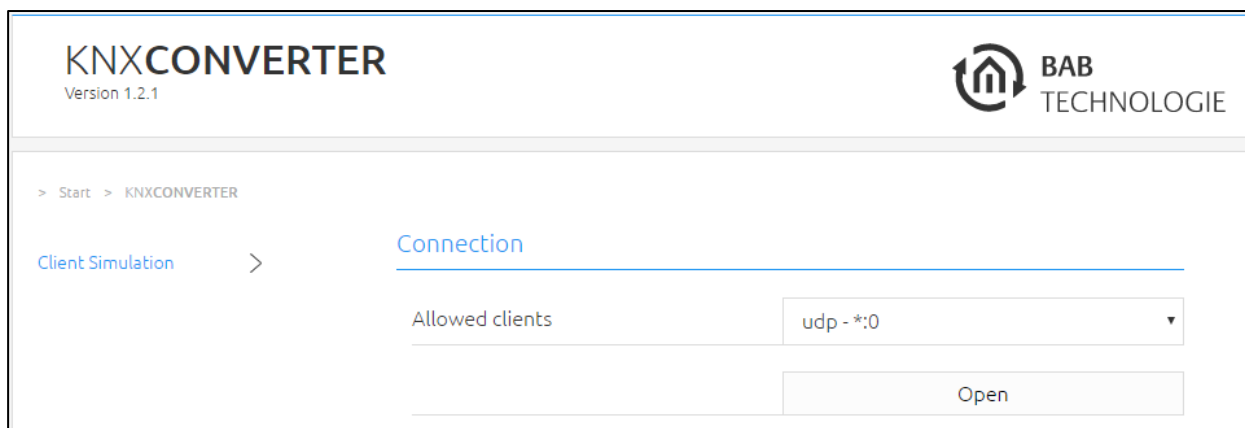 KNXCONVERTER
Version 1.2.1
BAB
TECHNOLOGIE
> Start > KNXCONVERTER
Client Simulation >
Connection
Allowed clients
udp - *:0
Open